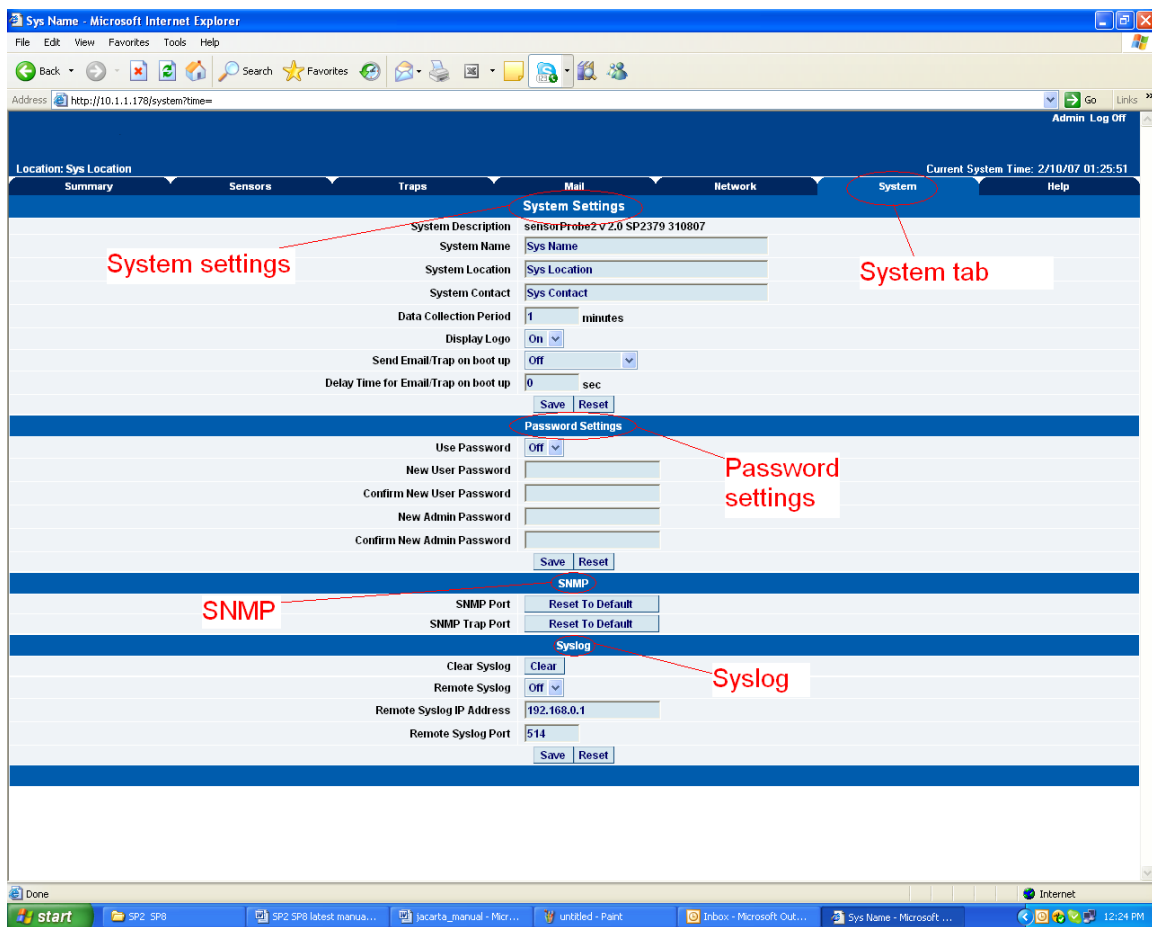 Sys Name - Microsoft Internet Explorer
File Edit View Favorites Tools Help
Back Search Favorites
Address http://10.1.1.178/system?time= Go Links »
Admin Log Off
Location: Sys Location Current System Time: 2/10/07 01:25:51
Summary Sensors Traps Mail Network System Help
System Settings
System Description sensorProbe2 v 2.0 SP2379 310807
System Name Sys Name
System settings
System Location Sys Location
System tab
System Contact Sys Contact
Data Collection Period 1 minutes
Display Logo On
Send Email/Trap on boot up Off
Delay Time for Email/Trap on boot up 0 sec
Save Reset
Password Settings
Use Password Off
New User Password
Password
settings
Confirm New User Password
New Admin Password
Confirm New Admin Password
Save Reset
SNMP
SNMP
SNMP Port Reset To Default
SNMP Trap Port Reset To Default
Syslog
Clear Syslog Clear
Syslog
Remote Syslog Off
Remote Syslog IP Address 192.168.0.1
Remote Syslog Port 514
Save Reset
Done Internet
start SP2 SP8 SP2 SP8 latest manua... jacarta_manual - Micr... untitled - Paint Inbox - Microsoft Out... Sys Name - Microsoft ... 12:24 PM